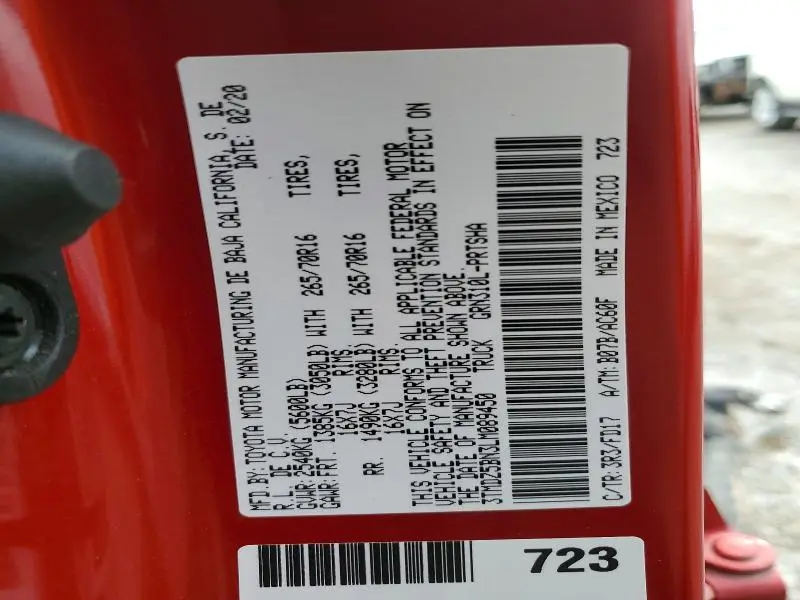 MFD.BY:TOYOTA MOTOR MANUFACTURING DE BAJA CALIFORNIA, S. DE
R.L. DE C.V. DATE: 02/20
GVWR:2540KG (5600LB)
GAWR:FRT. 1385KG (3050LB) WITH 265/70R16 TIRES,
16X7J RIMS
RR. 1490KG (3280LB) WITH 265/70R16 TIRES,
16X7J RIMS.
THIS VEHICLE CONFORMS TO ALL APPLICABLE FEDERAL MOTOR
VEHICLE SAFETY AND THEFT PREVENTION STANDARDS IN EFFECT ON
THE DATE OF MANUFACTURE SHOWN ABOVE.
3TMDZ5BN3LM089450 TRUCK GRN310L-PRTSHA
C/TR:3R3/FD17 A/TM:B07B/AC60F MADE IN MEXICO 723
723